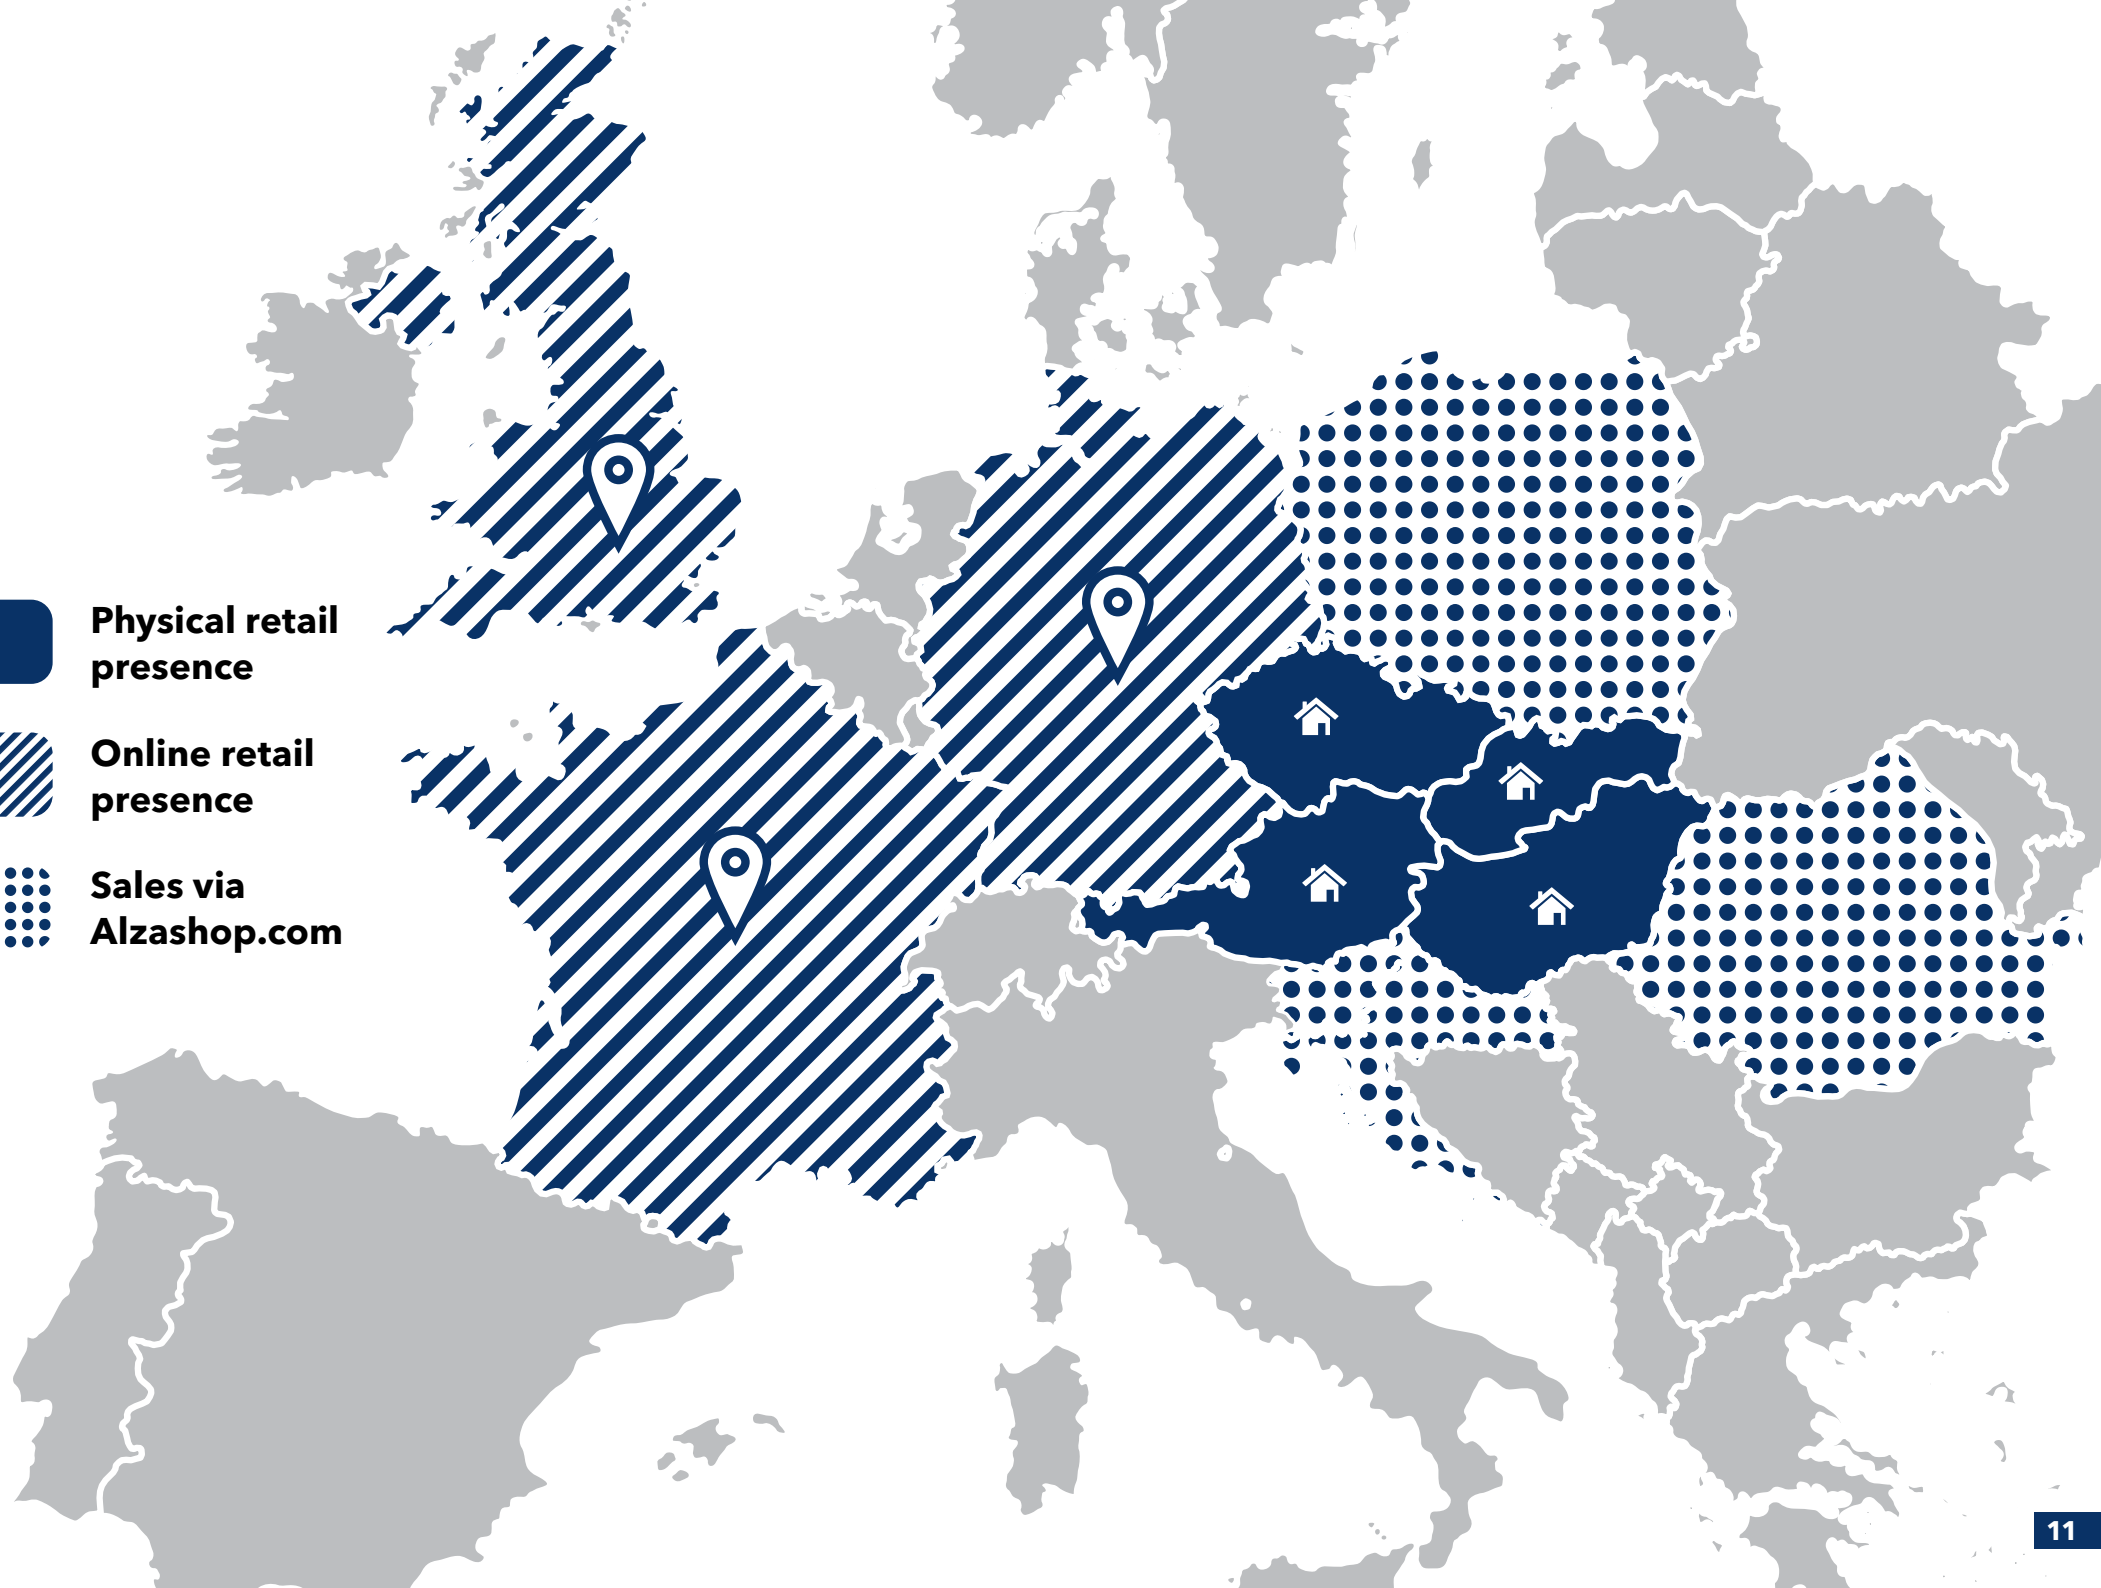 Physical retail
presence
Online retail
presence
Sales via
Alzashop.com
11